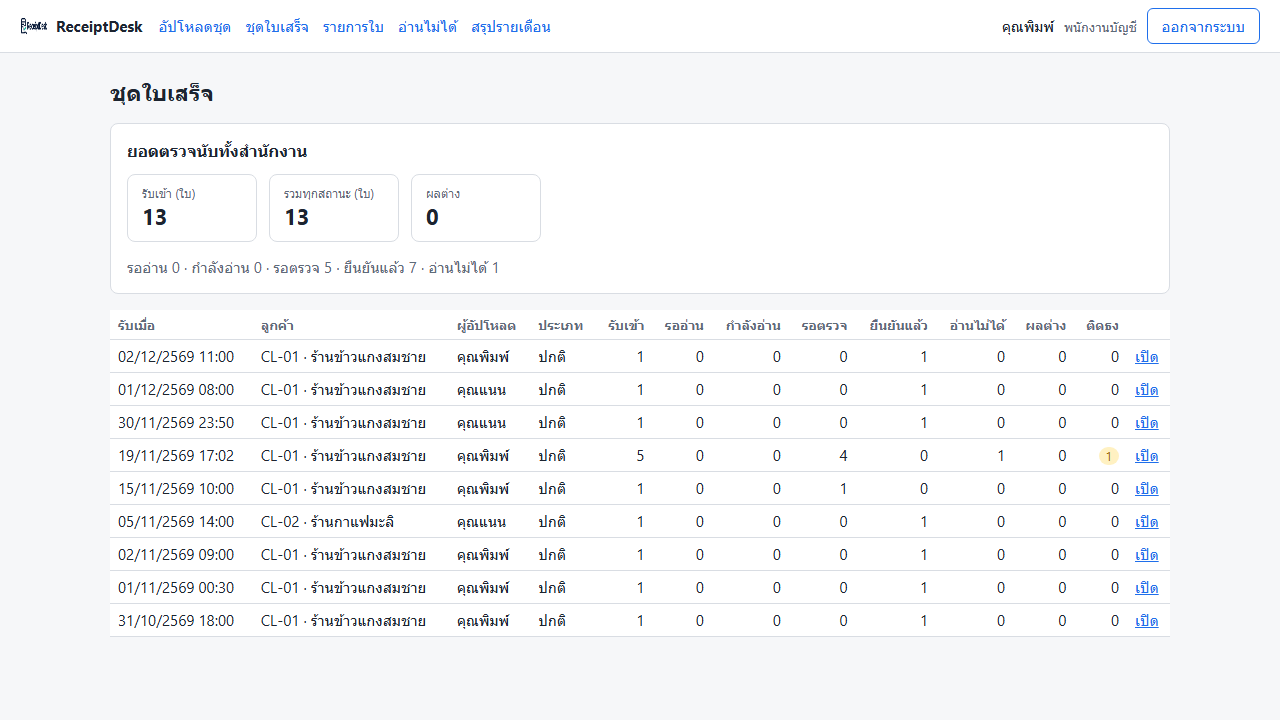 ReceiptDesk อัปโหลดชุด ชุดใบเสร็จ รายการใบ อ่านไม่ได้ สรุปรายเดือน คุณพิมพ์ พนักงานบัญชี ออกจากระบบ
ชุดใบเสร็จ
ยอดตรวจนับทั้งสำนักงาน
รับเข้า (ใบ) รวมทุกสถานะ (ใบ) ผลต่าง
13 13 0
รออ่าน 0 · กำลังอ่าน 0 · รอตรวจ 5 · ยืนยันแล้ว 7 · อ่านไม่ได้ 1
รับเมื่อ ลูกค้า ผู้อัปโหลด ประเภท รับเข้า รออ่าน กำลังอ่าน รอตรวจ ยืนยันแล้ว อ่านไม่ได้ ผลต่าง ติดธง
02/12/2569 11:00 CL-01 · ร้านข้าวแกงสมชาย คุณพิมพ์ ปกติ 1 0 0 0 1 0 0 0 เปิด
01/12/2569 08:00 CL-01 · ร้านข้าวแกงสมชาย คุณแนน ปกติ 1 0 0 0 1 0 0 0 เปิด
30/11/2569 23:50 CL-01 · ร้านข้าวแกงสมชาย คุณแนน ปกติ 1 0 0 0 1 0 0 0 เปิด
19/11/2569 17:02 CL-01 · ร้านข้าวแกงสมชาย คุณพิมพ์ ปกติ 5 0 0 4 0 1 0 1 เปิด
15/11/2569 10:00 CL-01 · ร้านข้าวแกงสมชาย คุณพิมพ์ ปกติ 1 0 0 1 0 0 0 0 เปิด
05/11/2569 14:00 CL-02 · ร้านกาแฟมะลิ คุณแนน ปกติ 1 0 0 0 1 0 0 0 เปิด
02/11/2569 09:00 CL-01 · ร้านข้าวแกงสมชาย คุณพิมพ์ ปกติ 1 0 0 0 1 0 0 0 เปิด
01/11/2569 00:30 CL-01 · ร้านข้าวแกงสมชาย คุณพิมพ์ ปกติ 1 0 0 0 1 0 0 0 เปิด
31/10/2569 18:00 CL-01 · ร้านข้าวแกงสมชาย คุณพิมพ์ ปกติ 1 0 0 0 1 0 0 0 เปิด